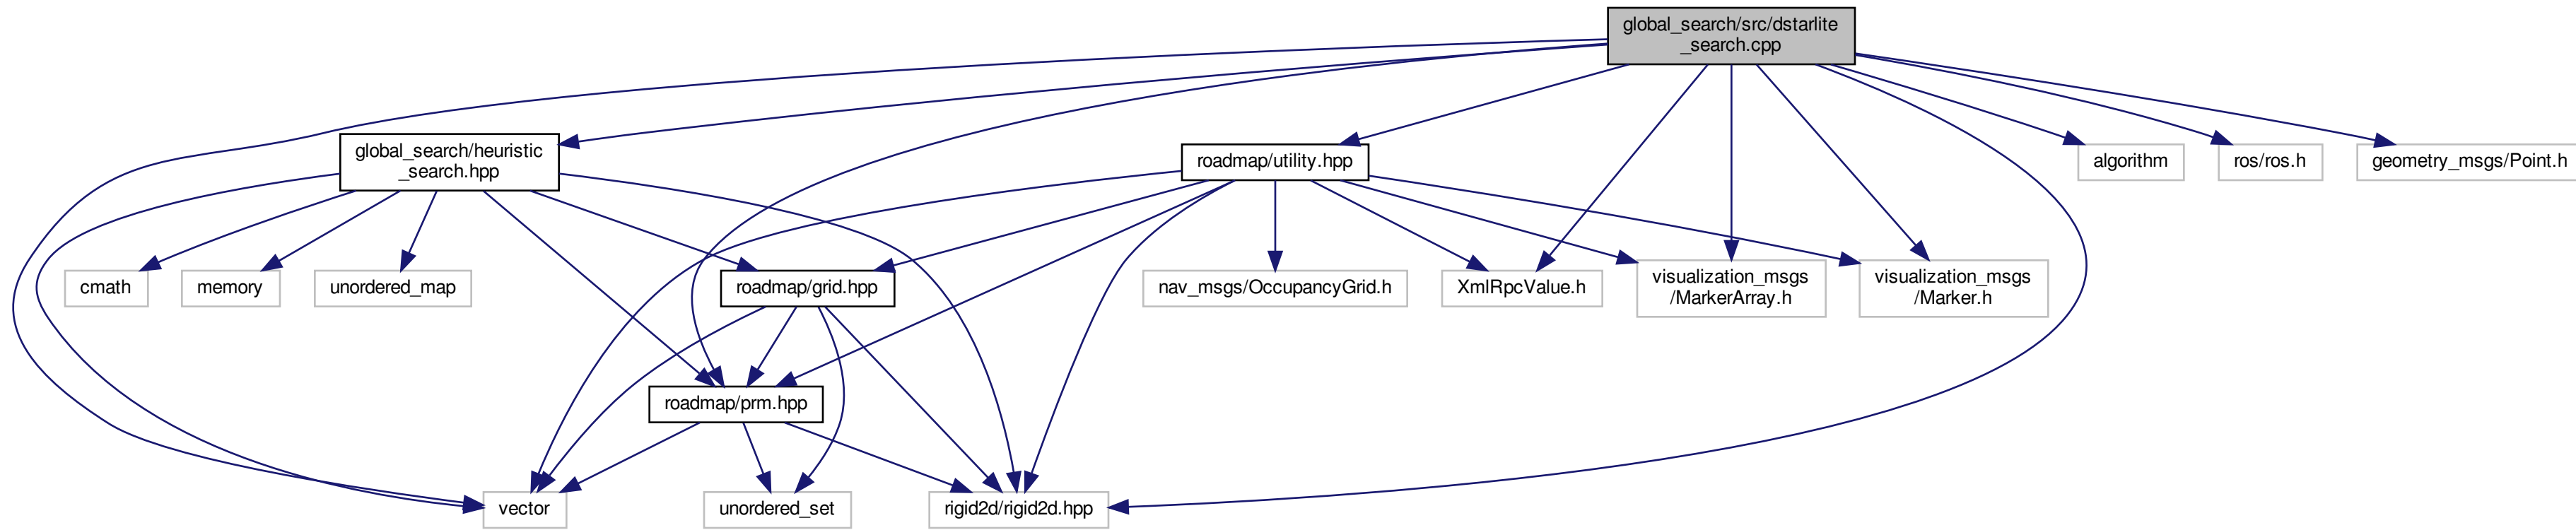 global_search/src/dstarlite
_search.cpp
global_search/heuristic
_search.hpp
roadmap/utility.hpp
algorithm
ros/ros.h
geometry_msgs/Point.h
cmath
memory
unordered_map
roadmap/grid.hpp
nav_msgs/OccupancyGrid.h
XmlRpcValue.h
visualization_msgs
/MarkerArray.h
visualization_msgs
/Marker.h
roadmap/prm.hpp
vector
unordered_set
rigid2d/rigid2d.hpp